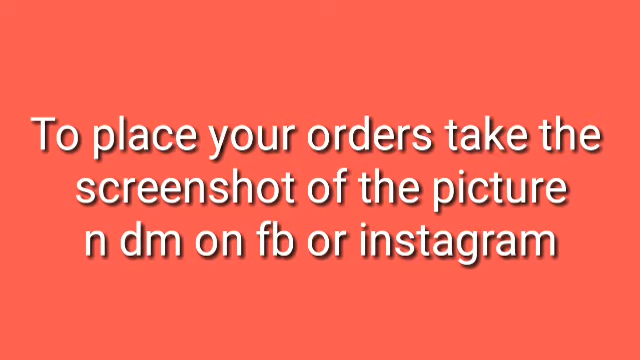 To place your orders take the
screenshot of the picture
n dm on fb or instagram